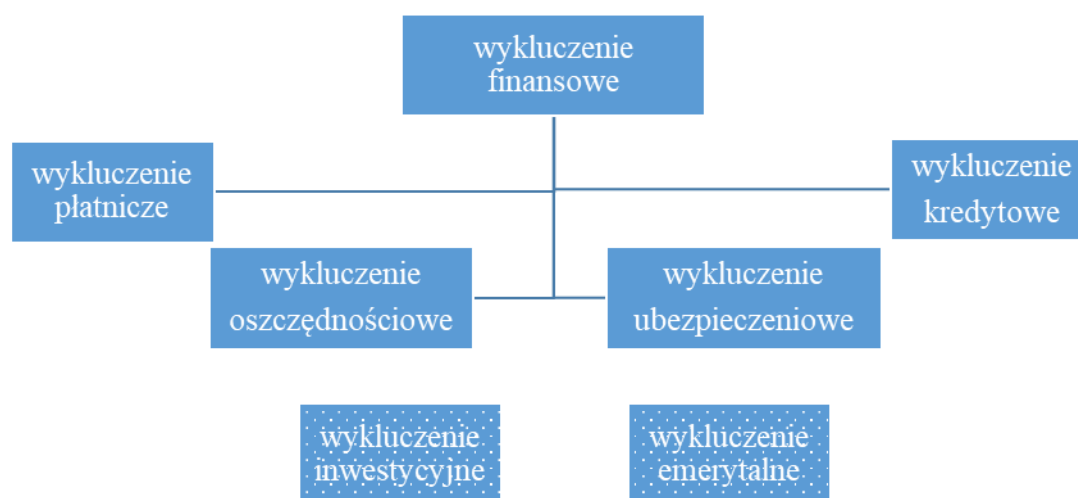 wykluczenie
finansowe
wykluczenie
płatnicze
wykluczenie
kredytowe
wykluczenie
oszczędnościowe
wykluczenie
ubezpieczeniowe
wykluczenie
inwestycyjne
wykluczenie
emerytalne